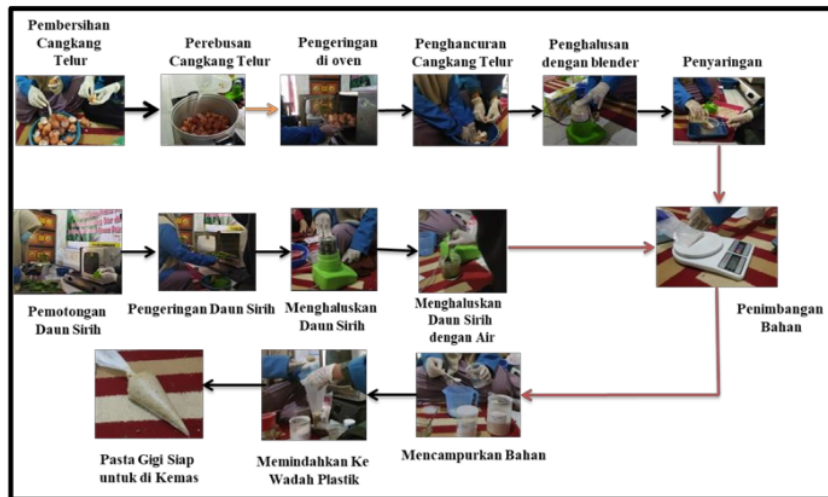 Pembersihan
Cangkang
Telur
Perebusan
Cangkang Telur
Pengeringan
di oven
Penghancuran
Cangkang Telur
Penghalusan
dengan blender
Penyaringan
Pemotongan
Daun Sirih
Pengeringan Daun Sirih
Menghaluskan
Daun Sirih
Menghaluskan
Daun Sirih
dengan Air
Penimbangan
Bahan
Pasta Gigi Siap
untuk di Kemas
Memindahkan Ke
Wadah Plastik
Mencampurkan Bahan